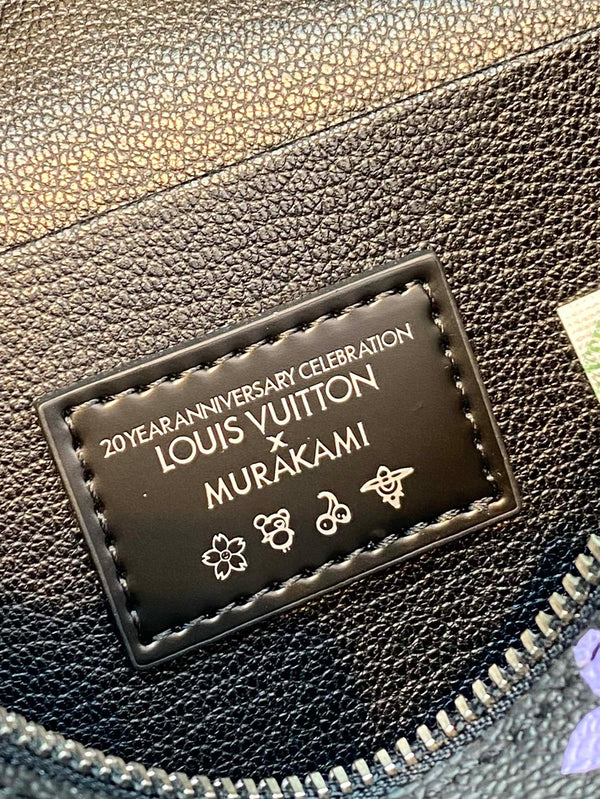 20 YEAR ANNIVERSARY CELEBRATION
LOUIS VUITTON
X
MURAKAMI